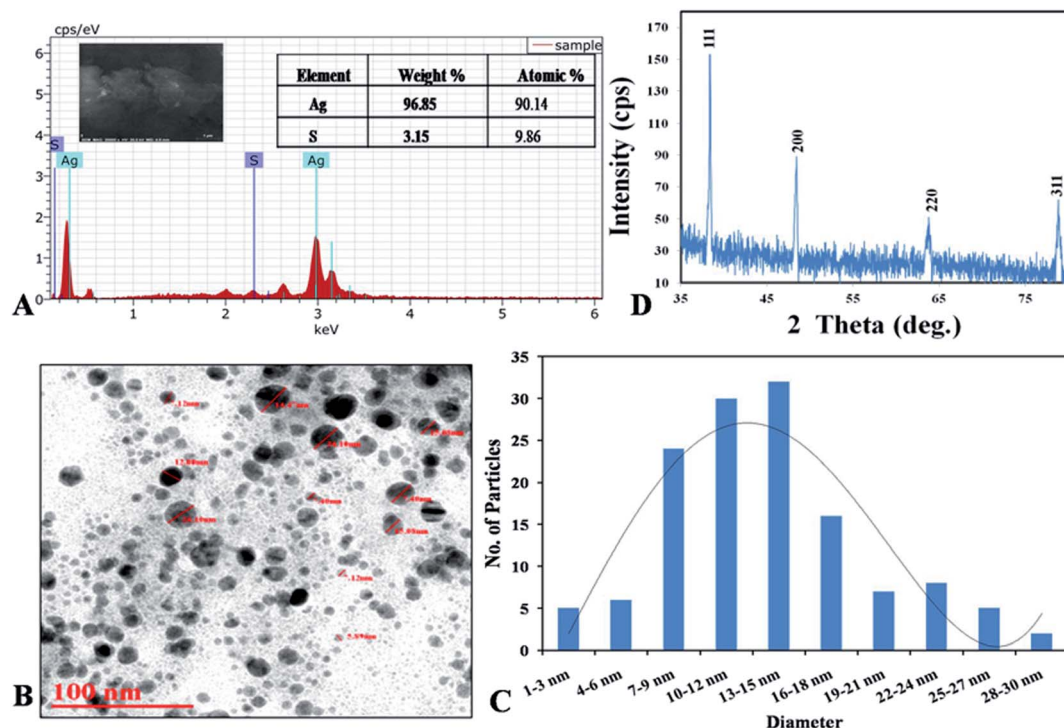 cps/eV
6
5
4
3
2
1
0
sample
Element Weight % Atomic %
Ag 96.85 90.14
S 3.15 9.86
S
Ag
S
Ag
1 2 3 4 5 6
keV
A
170
150
130
110
90
70
50
30
10
Intensity (cps)
111
200
220
311
35 45 55 65 75
2 Theta (deg.)
D
100 nm
B
35
30
25
20
15
10
5
0
No. of Particles
1-3 nm
4-6 nm
7-9 nm
10-12 nm
13-15 nm
16-18 nm
19-21 nm
22-24 nm
25-27 nm
28-30 nm
Diameter
C